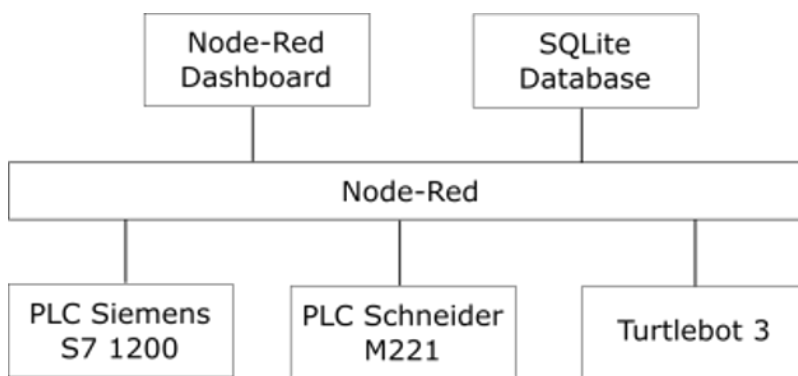 Node-Red
Dashboard
SQLite
Database
Node-Red
PLC Siemens
S7 1200
PLC Schneider
M221
Turtlebot 3